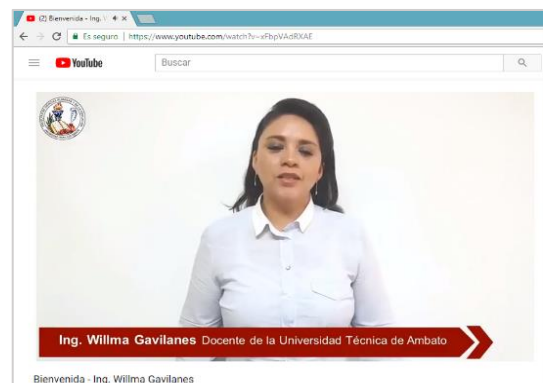 (2) Bienvenida - Ing. V
Es seguro | https://www.youtube.com/watch?v=eFbpVAdRXAE
YouTube
Buscar
Ing. Willma Gavilanes Docente de la Universidad Técnica de Ambato
Bienvenida - Ing. Willma Gavilanes